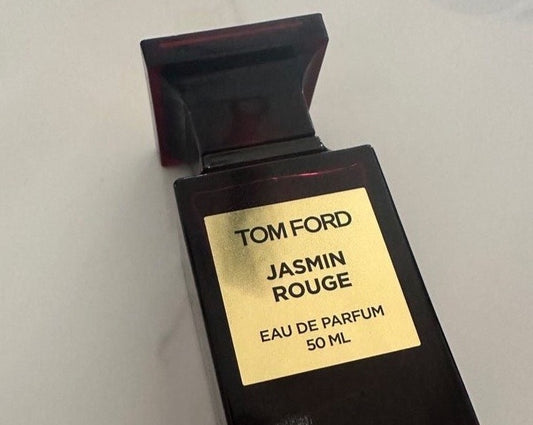 TOM FORD
JASMIN
ROUGE
EAU DE PARFUM
50 ML